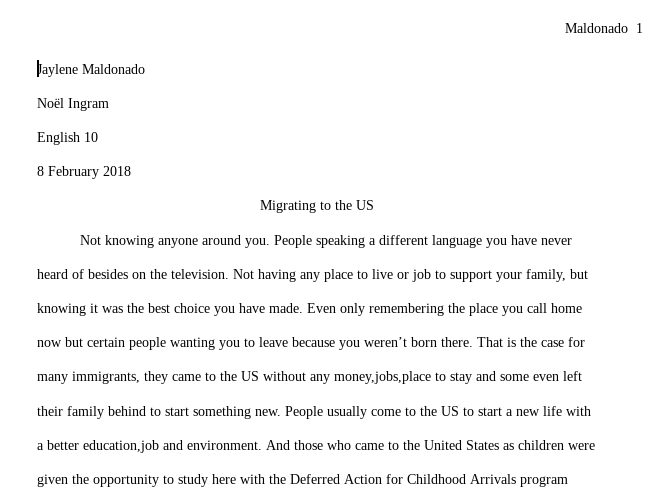 Maldonado 1
Jaylene Maldonado
Noël Ingram
English 10
8 February 2018
Migrating to the US
Not knowing anyone around you. People speaking a different language you have never
heard of besides on the television. Not having any place to live or job to support your family, but
knowing it was the best choice you have made. Even only remembering the place you call home
now but certain people wanting you to leave because you weren’t born there. That is the case for
many immigrants, they came to the US without any money,jobs,place to stay and some even left
their family behind to start something new. People usually come to the US to start a new life with
a better education,job and environment. And those who came to the United States as children were
given the opportunity to study here with the Deferred Action for Childhood Arrivals program